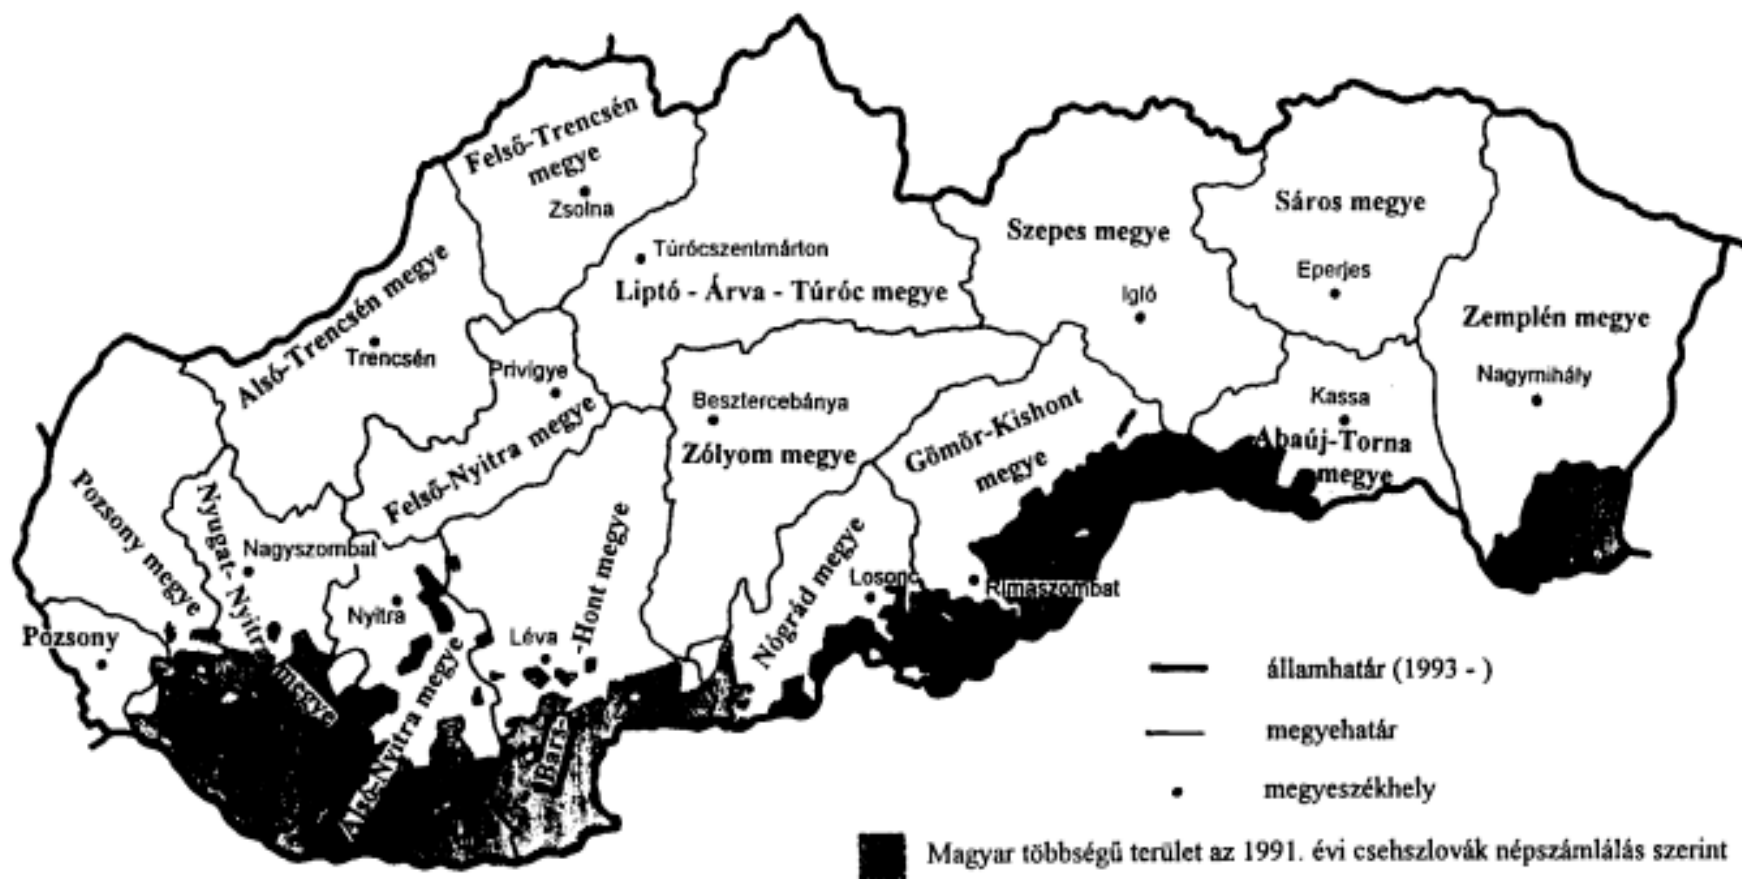 Felső-Trencsén
megye
Zsolna
Alsó-Trencsén megye
Trencsén
Túrócszentmárton
Liptó - Árva - Túróc megye
Szepes megye
Igló
Sáros megye
Eperjes
Zemplén megye
Nagymihály
Privigye
Felső-Nyitra megye
Besztercebánya
Zólyom megye
Gömör-Kishont
megye
Kassa
Abaúj-Torna
megye
Pozsony megye
Nyugat-Nyitra megye
Nagyszombat
Nyitra
Alsó-Nyitra megye
Léva
Bars-
-Hont megye
Nógrád megye
Losonc
Rimaszombat
Pozsony
államhatár (1993 - )
megyehatár
megyeszékhely
Magyar többségű terület az 1991. évi csehszlovák népszámlálás szerint